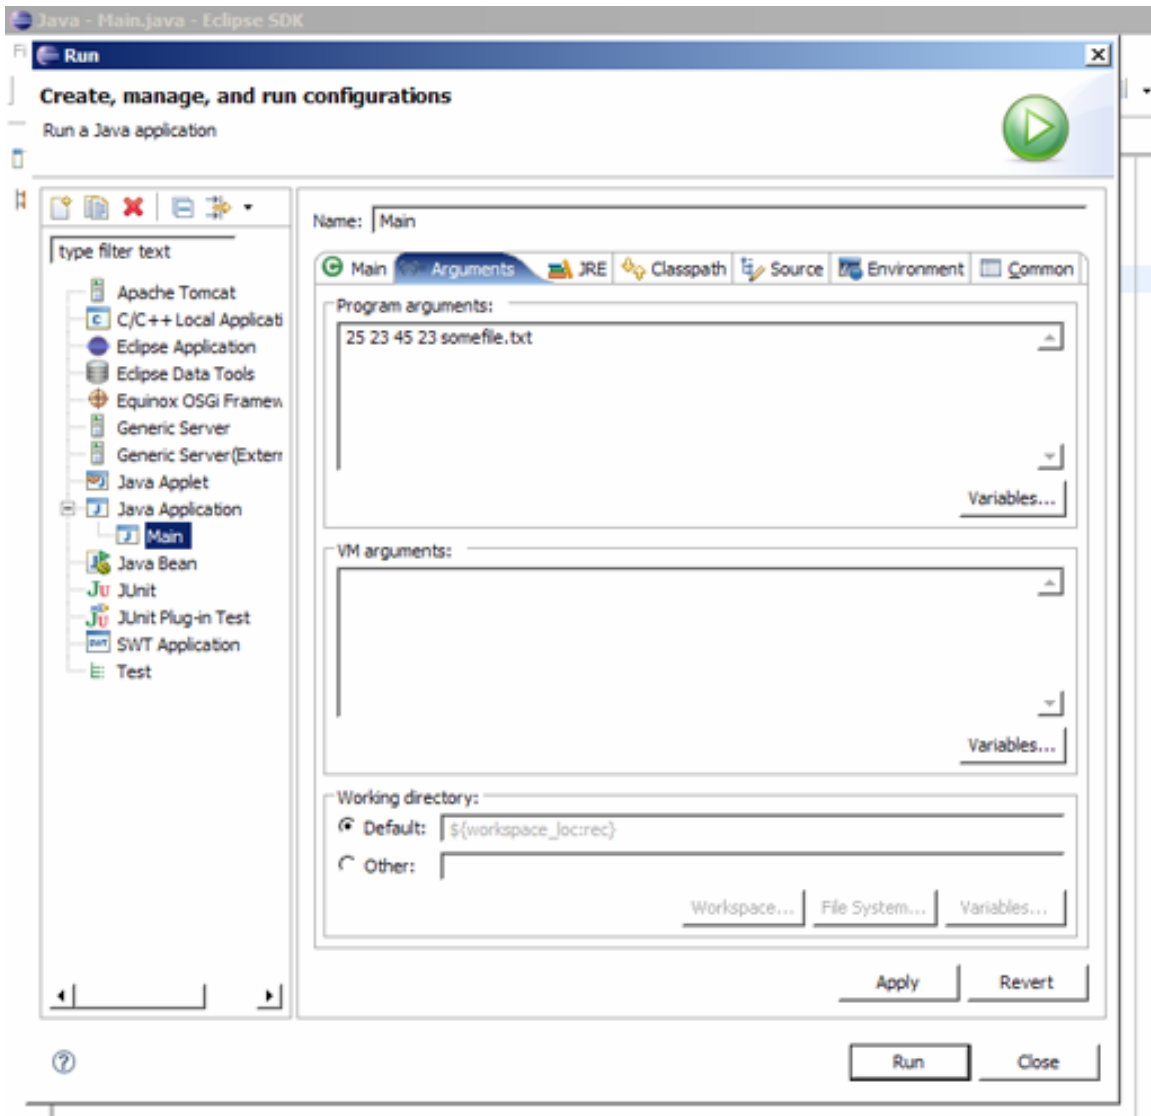 Java - Main.java - Eclipse SDK
Fi
Run
Create, manage, and run configurations
Run a Java application
type filter text
Apache Tomcat
C/C++ Local Applicati
Eclipse Application
Eclipse Data Tools
Equinox OSGi Framew
Generic Server
Generic Server(Extern
Java Applet
Java Application
Main
Java Bean
JUnit
JUnit Plug-in Test
SWT Application
Test
Name: Main
Main Arguments JRE Classpath Source Environment Common
Program arguments:
25 23 45 23 somefile.txt
Variables...
VM arguments:
Variables...
Working directory:
Default: ${workspace_loc:rec}
Other:
Workspace... File System... Variables...
Apply Revert
Run Close